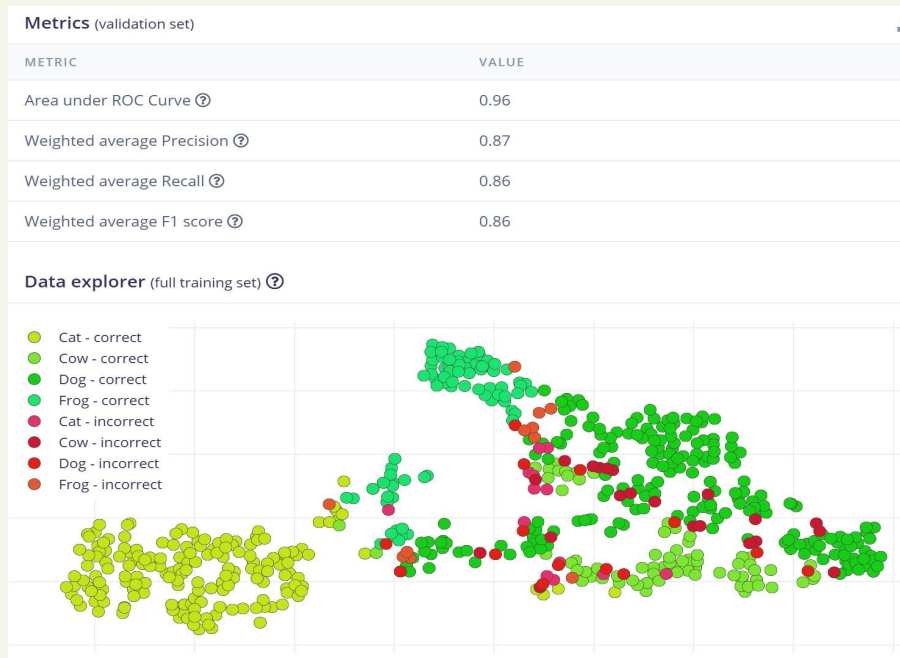 Metrics (validation set)
METRIC VALUE
Area under ROC Curve ? 0.96
Weighted average Precision ? 0.87
Weighted average Recall ? 0.86
Weighted average F1 score ? 0.86
Data explorer (full training set) ?
Cat - correct
Cow - correct
Dog - correct
Frog - correct
Cat - incorrect
Cow - incorrect
Dog - incorrect
Frog - incorrect